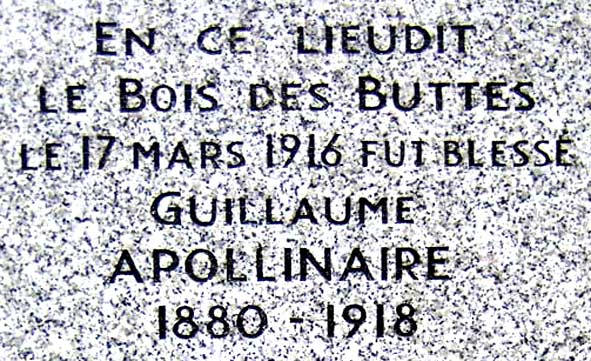 En ce lieudit
le Bois des Buttes
le 17 mars 1916 fut blessé
Guillaume
APOLLINAIRE
1880 - 1918